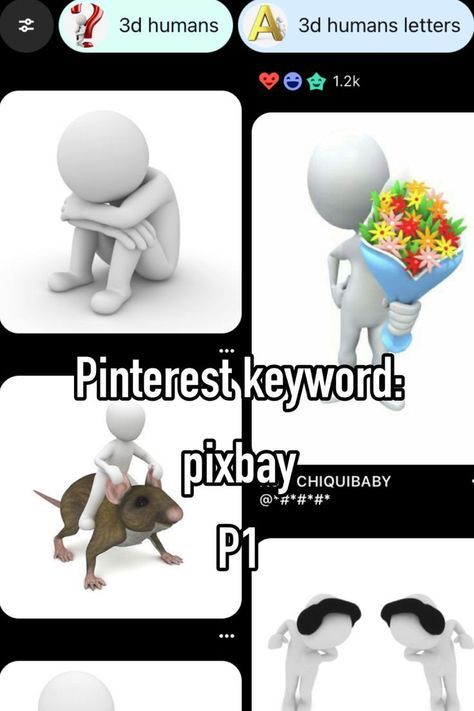 3d humans
3d humans letters
1.2k
Pinterest keyword:
pixbay
P1
CHIQUIBABY
@*#*#*#*